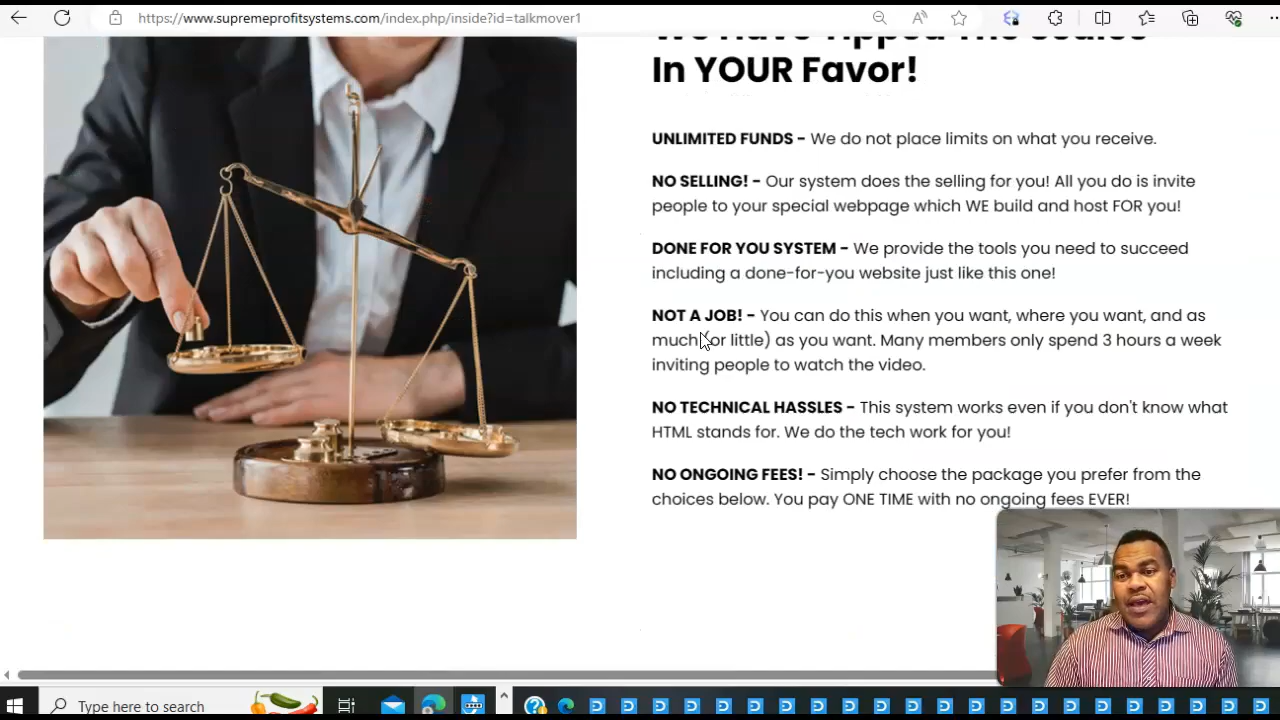 https://www.supremeprofitsystems.com/index.php/inside?id=talkmover1
We Have Tipped The Scales
In YOUR Favor!
UNLIMITED FUNDS - We do not place limits on what you receive.
NO SELLING! - Our system does the selling for you! All you do is invite
people to your special webpage which WE build and host FOR you!
DONE FOR YOU SYSTEM - We provide the tools you need to succeed
including a done-for-you website just like this one!
NOT A JOB! - You can do this when you want, where you want, and as
much (or little) as you want. Many members only spend 3 hours a week
inviting people to watch the video.
NO TECHNICAL HASSLES - This system works even if you don't know what
HTML stands for. We do the tech work for you!
NO ONGOING FEES! - Simply choose the package you prefer from the
choices below. You pay ONE TIME with no ongoing fees EVER!
Type here to search